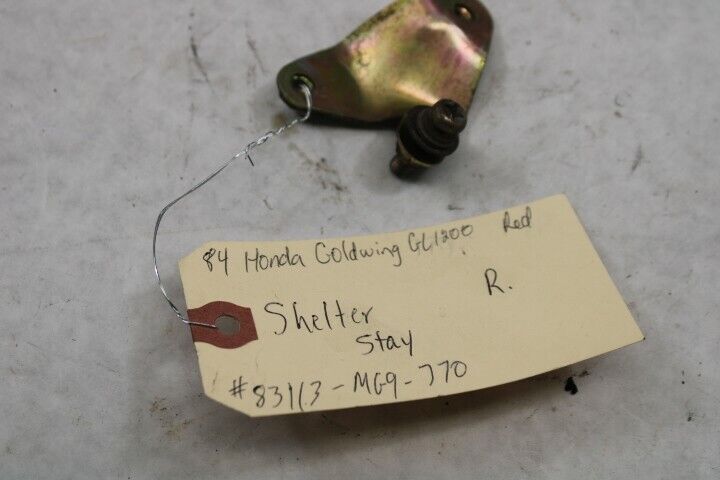 84 Honda Goldwing GL1200 Red
R.
Shelter
Stay
#83113-MG9-770